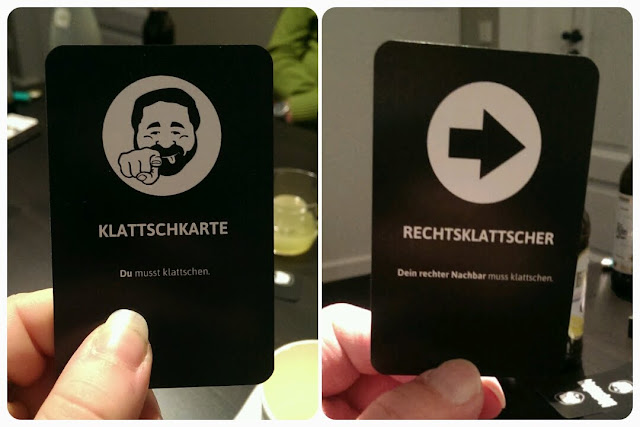 KLATTSCHKARTE
Du musst klattschen.
RECHTSKLATTSCHER
Dein rechter Nachbar muss klattschen.